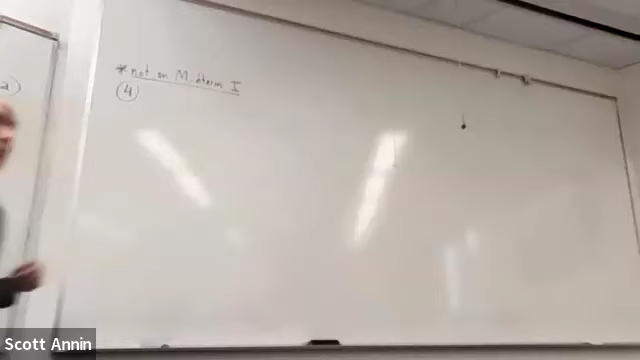 a)
* not on Midterm I
④
Scott Annin